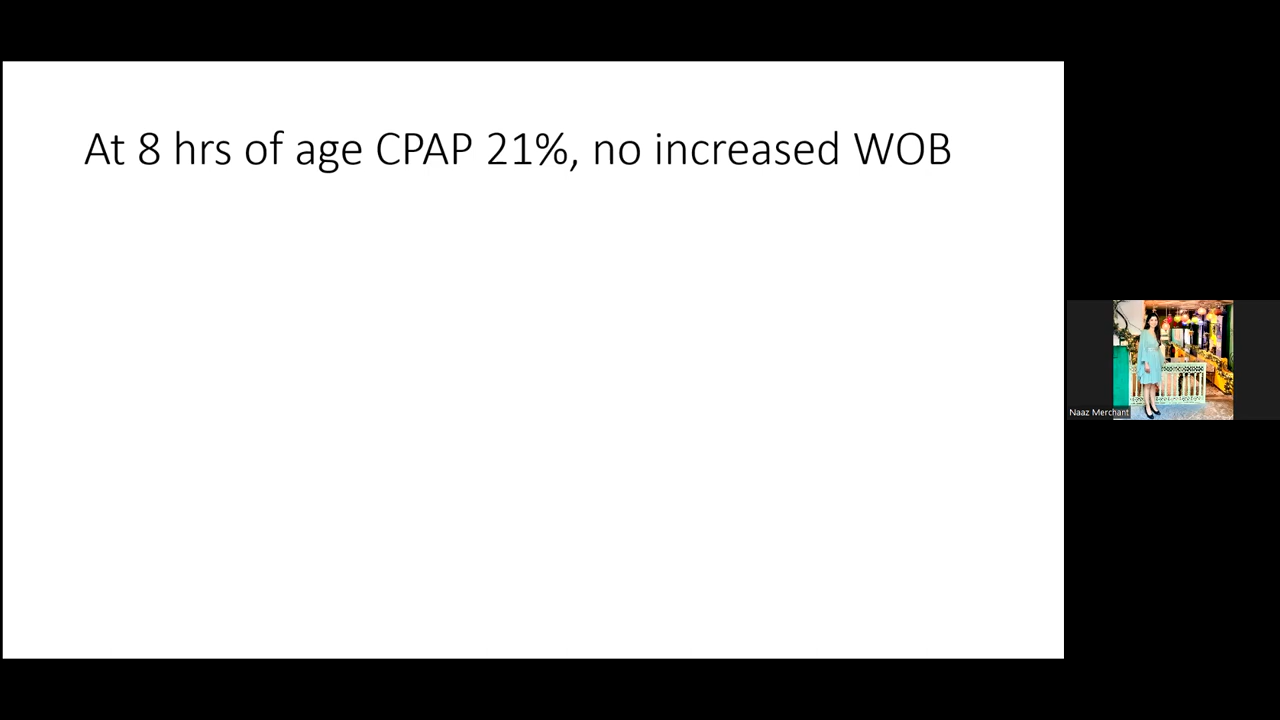 At 8 hrs of age CPAP 21%, no increased WOB
Naaz Merchant